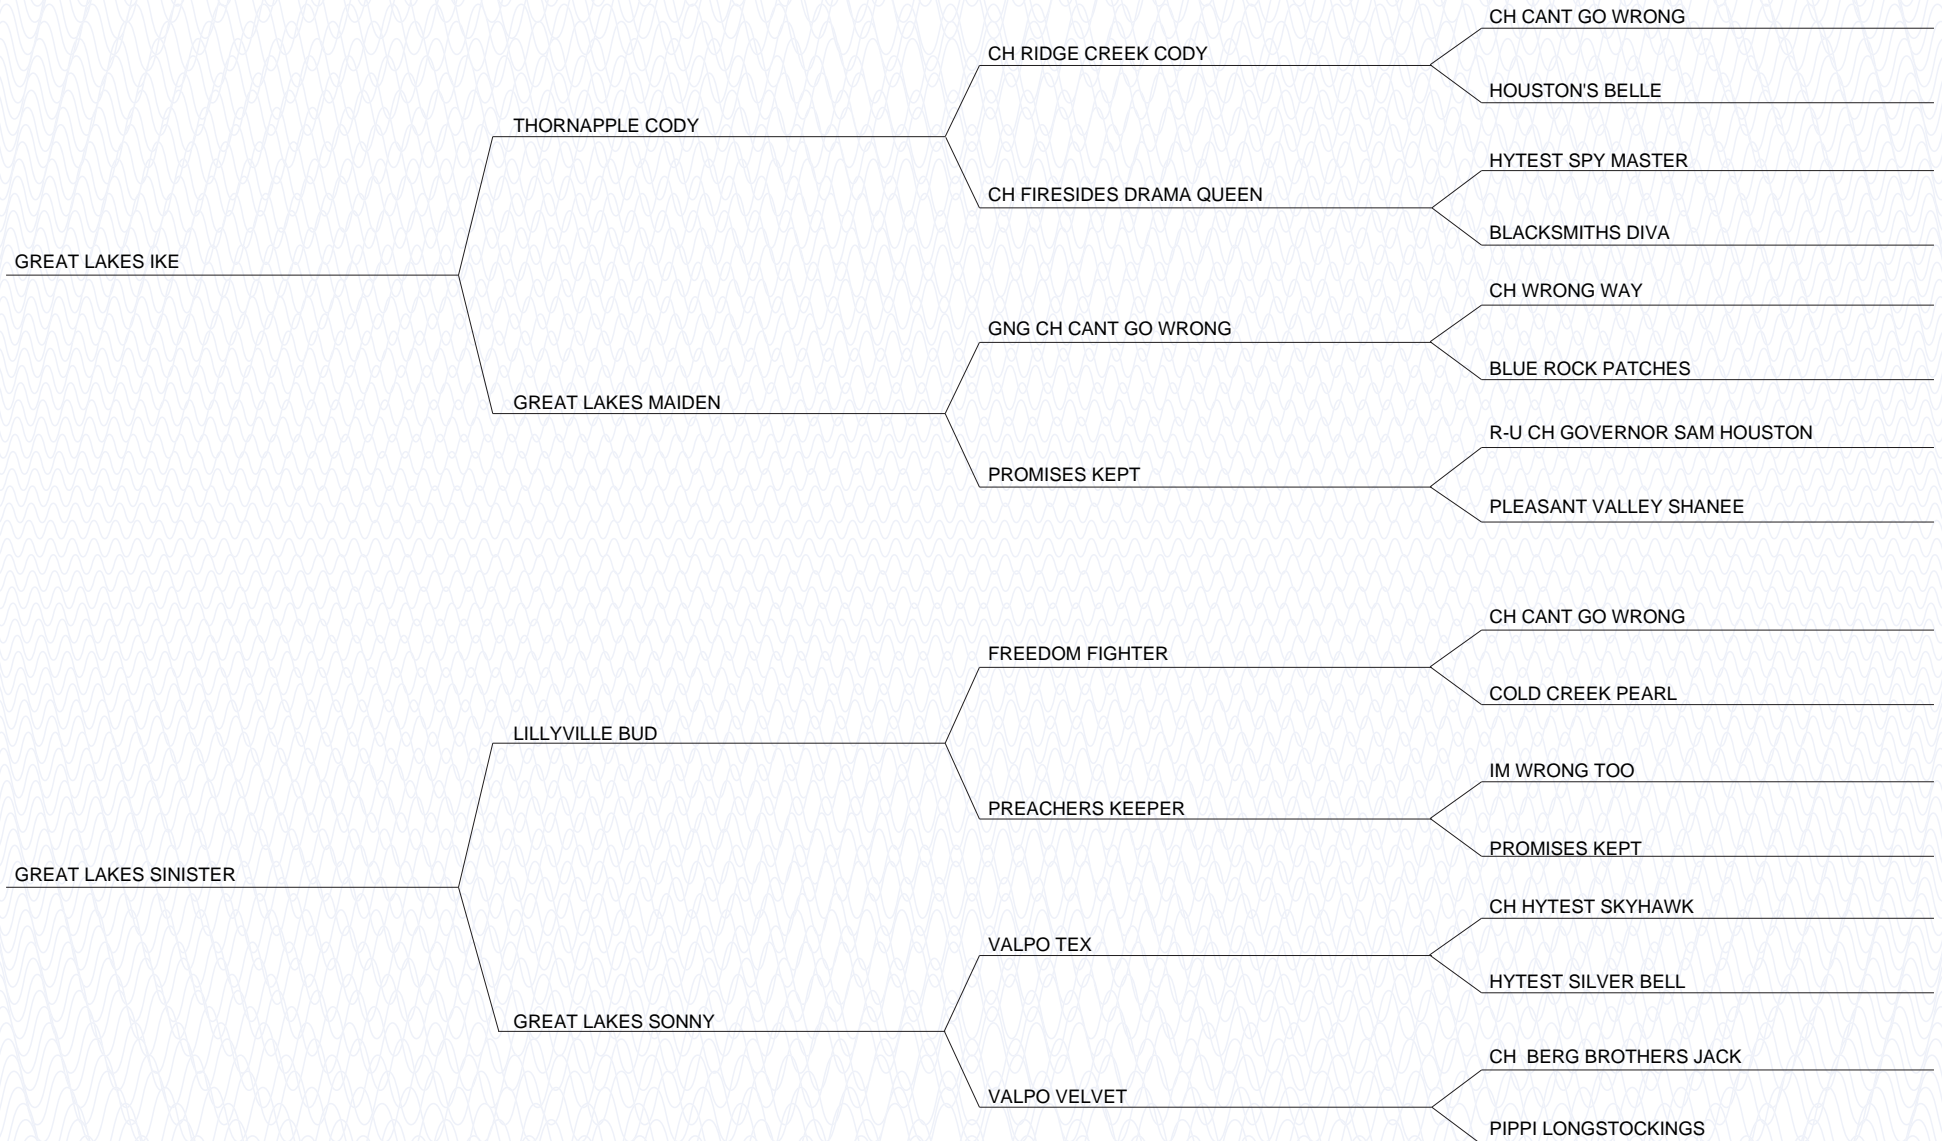 CH CANT GO WRONG
CH RIDGE CREEK CODY
HOUSTON'S BELLE
THORNAPPLE CODY
HYTEST SPY MASTER
CH FIRESIDES DRAMA QUEEN
BLACKSMITHS DIVA
GREAT LAKES IKE
CH WRONG WAY
GNG CH CANT GO WRONG
BLUE ROCK PATCHES
GREAT LAKES MAIDEN
R-U CH GOVERNOR SAM HOUSTON
PROMISES KEPT
PLEASANT VALLEY SHANEE
CH CANT GO WRONG
FREEDOM FIGHTER
COLD CREEK PEARL
LILLYVILLE BUD
IM WRONG TOO
PREACHERS KEEPER
PROMISES KEPT
GREAT LAKES SINISTER
CH HYTEST SKYHAWK
VALPO TEX
HYTEST SILVER BELL
GREAT LAKES SONNY
CH  BERG BROTHERS JACK
VALPO VELVET
PIPPI LONGSTOCKINGS